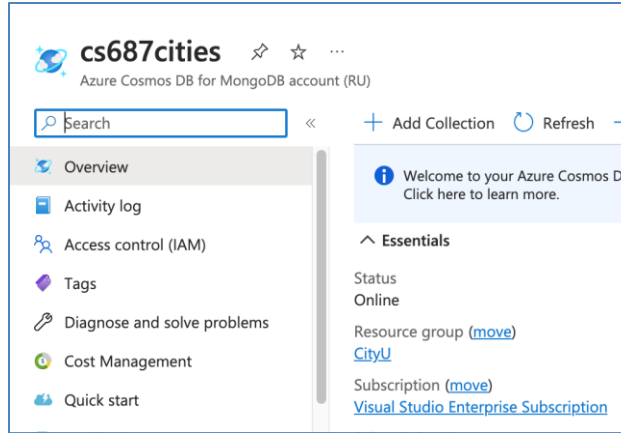 cs687cities
Azure Cosmos DB for MongoDB account (RU)
Search
Overview
Activity log
Access control (IAM)
Tags
Diagnose and solve problems
Cost Management
Quick start
Add Collection Refresh
Welcome to your Azure Cosmos D
Click here to learn more.
Essentials
Status
Online
Resource group (move)
CityU
Subscription (move)
Visual Studio Enterprise Subscription